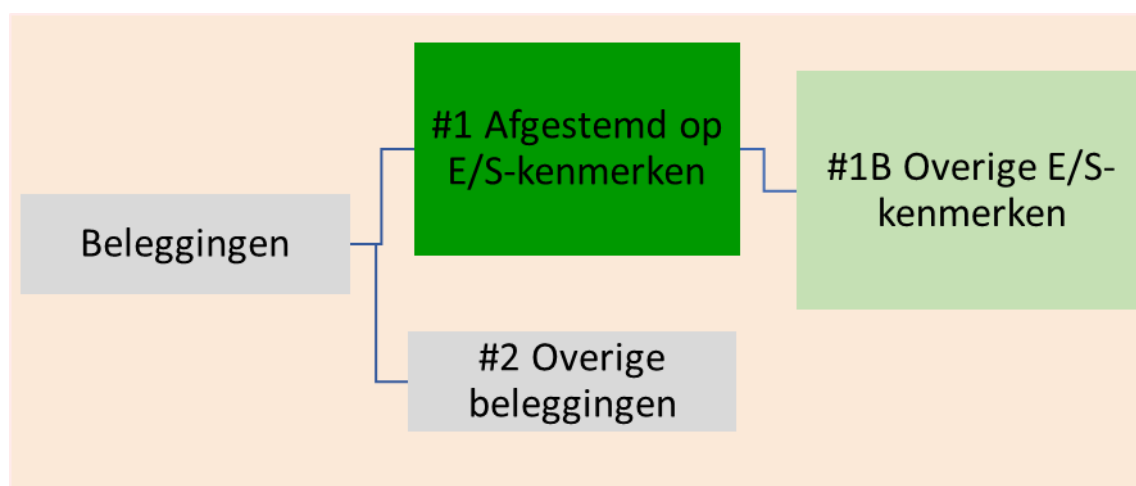 Beleggingen
#1 Afgestemd op
E/S-kenmerken
#1B Overige E/S-
kenmerken
#2 Overige
beleggingen